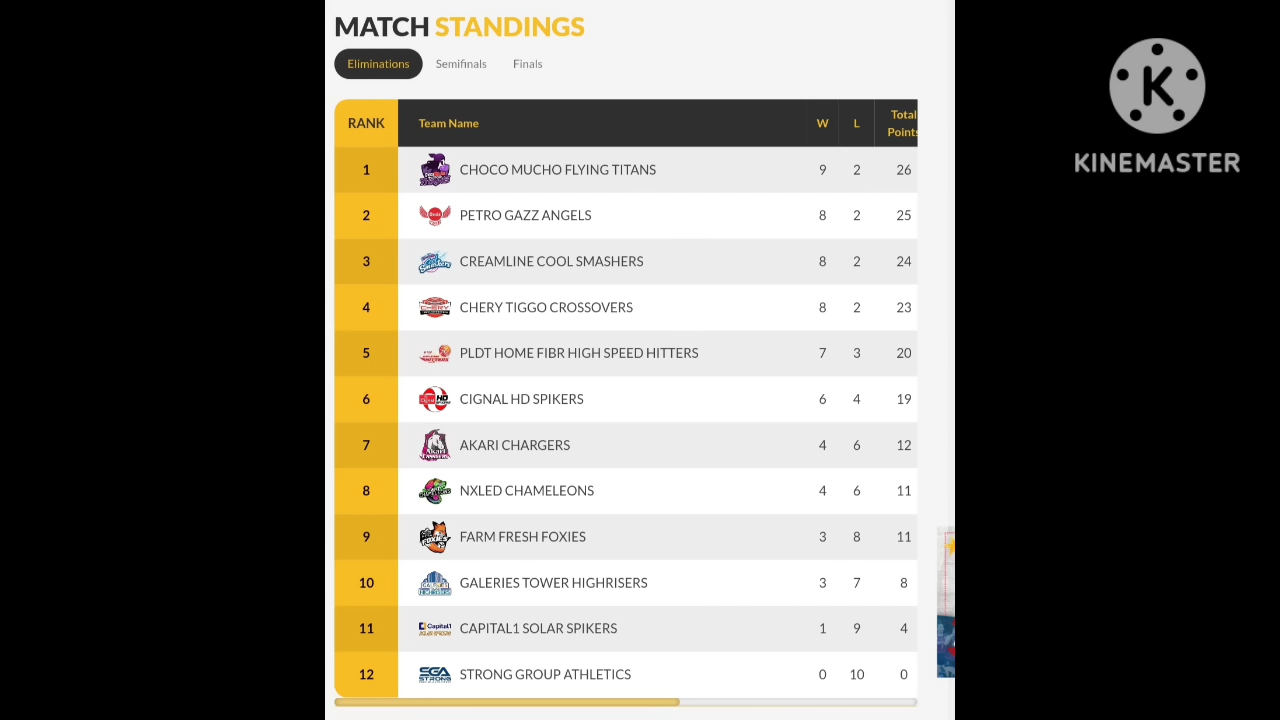 MATCH STANDINGS
Eliminations Semifinals Finals
RANK Team Name W L Total Points
1 CHOCO MUCHO FLYING TITANS 9 2 26
2 PETRO GAZZ ANGELS 8 2 25
3 CREAMLINE COOL SMASHERS 8 2 24
4 CHERY TIGGO CROSSOVERS 8 2 23
5 PLDT HOME FIBR HIGH SPEED HITTERS 7 3 20
6 CIGNAL HD SPIKERS 6 4 19
7 AKARI CHARGERS 4 6 12
8 NXLED CHAMELEONS 4 6 11
9 FARM FRESH FOXIES 3 8 11
10 GALERIES TOWER HIGHRISERS 3 7 8
11 Capital1 CAPITAL1 SOLAR SPIKERS 1 9 4
12 SGA STRONG STRONG GROUP ATHLETICS 0 10 0
K
KINEMASTER